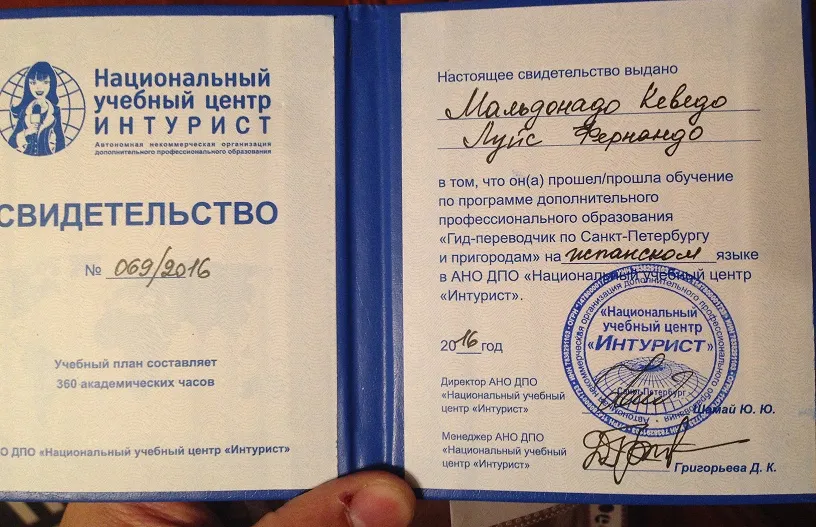 Национальный
учебный центр
ИНТУРИСТ
Автономная некоммерческая организация
дополнительного профессионального образования
СВИДЕТЕЛЬСТВО
№ 069/2016
Учебный план составляет
360 академических часов
О ДПО «Национальный учебный центр «Интурист»
Настоящее свидетельство выдано
Мальдонадо Кеведо
Луис Фернандо
в том, что он(а) прошел/прошла обучение
по программе дополнительного
профессионального образования
«Гид-переводчик по Санкт-Петербургу
и пригородам» на испанском языке
в АНО ДПО «Национальный учебный центр
«Интурист».
2016 год
«Национальный
учебный центр
«ИНТУРИСТ»
Санкт-Петербург
Директор АНО ДПО
«Национальный учебный
центр «Интурист»
Шамай Ю. Ю.
Менеджер АНО ДПО
«Национальный учебный
центр «Интурист»
Григорьева Д. К.